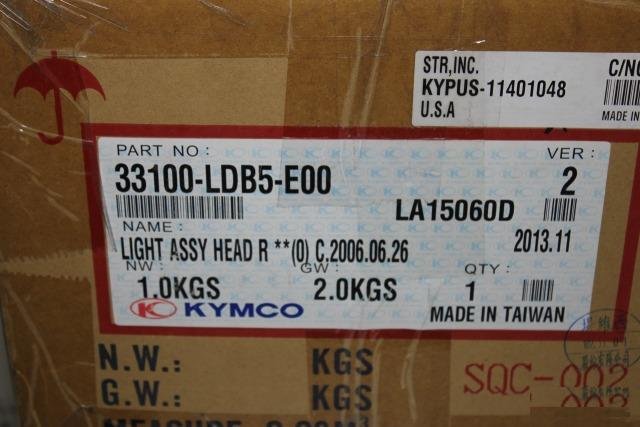 STR,INC. C/NO
KYPUS-11401048
U.S.A MADE IN
PART NO: VER:
33100-LDB5-E00 2
LA15060D
NAME: 2013.11
LIGHT ASSY HEAD R **(0) C.2006.06.26
NW: GW: QTY:
1.0KGS 2.0KGS 1
KYMCO MADE IN TAIWAN
N.W.: KGS
G.W.: KGS
SQC-002
MEASURE